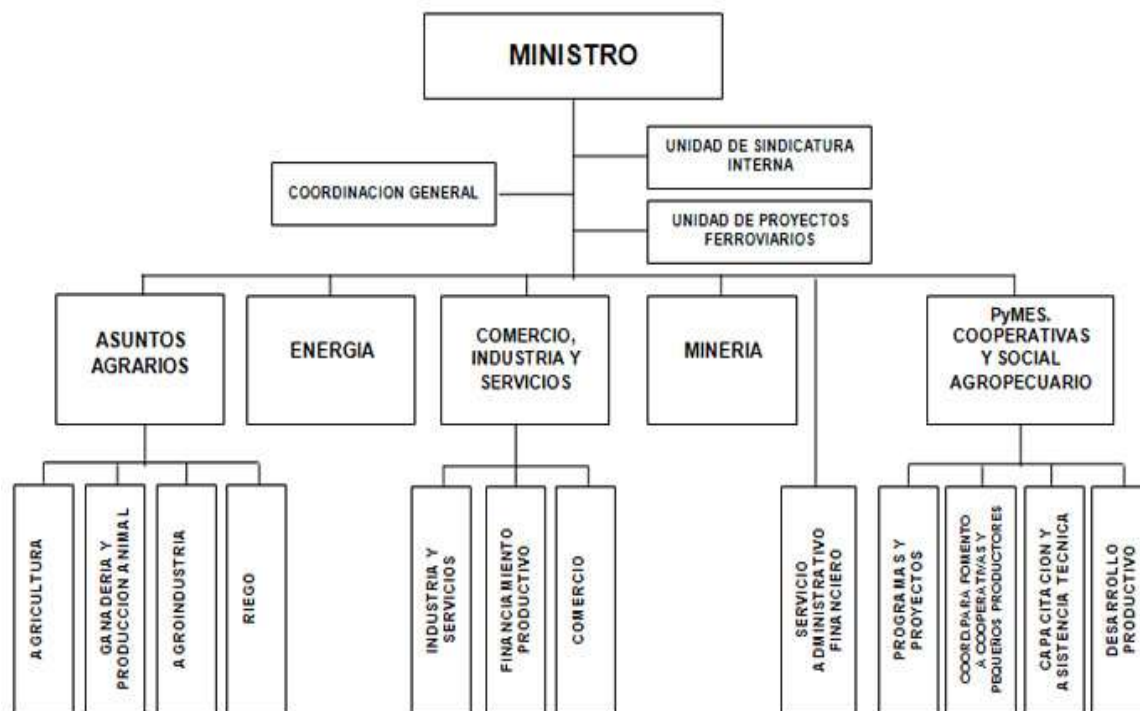 MINISTRO
UNIDAD DE SINDICATURA
INTERNA
COORDINACION GENERAL
UNIDAD DE PROYECTOS
FERROVIARIOS
ASUNTOS
AGRARIOS
ENERGIA
COMERCIO,
INDUSTRIA Y
SERVICIOS
MINERIA
PyMES.
COOPERATIVAS
Y SOCIAL
AGROPECUARIO
AGRICULTURA
GANADERIA Y
PRODUCCION ANIMAL
AGROINDUSTRIA
RIEGO
INDUSTRIA Y
SERVICIOS
FINANCIAMIENTO
PRODUCTIVO
COMERCIO
SERVICIO
ADMINISTRATIVO
FINANCIERO
PROGRAMAS Y
PROYECTOS
COORD.PARA FOMENTO
A COOPERATIVAS Y
PEQUEÑOS PRODUCTORES
CAPACITACION Y
ASISTENCIA TECNICA
DESARROLLO
PRODUCTIVO